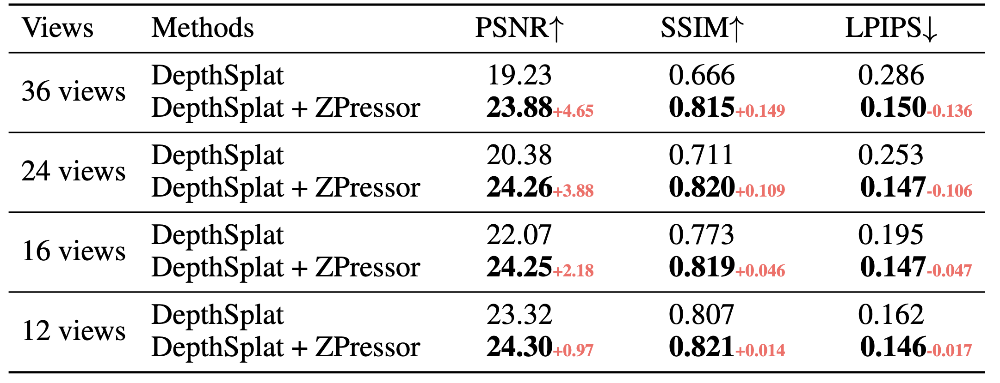 Views Methods PSNR↑ SSIM↑ LPIPS↓
36 views
DepthSplat 19.23 0.666 0.286
DepthSplat + ZPressor 23.88+4.65 0.815+0.149 0.150-0.136
24 views
DepthSplat 20.38 0.711 0.253
DepthSplat + ZPressor 24.26+3.88 0.820+0.109 0.147-0.106
16 views
DepthSplat 22.07 0.773 0.195
DepthSplat + ZPressor 24.25+2.18 0.819+0.046 0.147-0.047
12 views
DepthSplat 23.32 0.807 0.162
DepthSplat + ZPressor 24.30+0.97 0.821+0.014 0.146-0.017